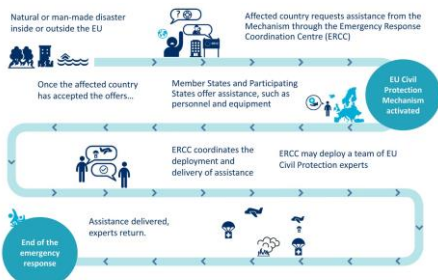 Natural or man-made disaster
inside or outside the EU
Affected country requests assistance from the
Mechanism through the Emergency Response
Coordination Centre (ERCC)
EU Civil
Protection
Mechanism
activated
Member States and Participating
States offer assistance, such as
personnel and equipment
Once the affected country
has accepted the offers...
ERCC coordinates the
deployment and
delivery of assistance
ERCC may deploy a team of EU
Civil Protection experts
Assistance delivered,
experts return.
End of the
emergency
response